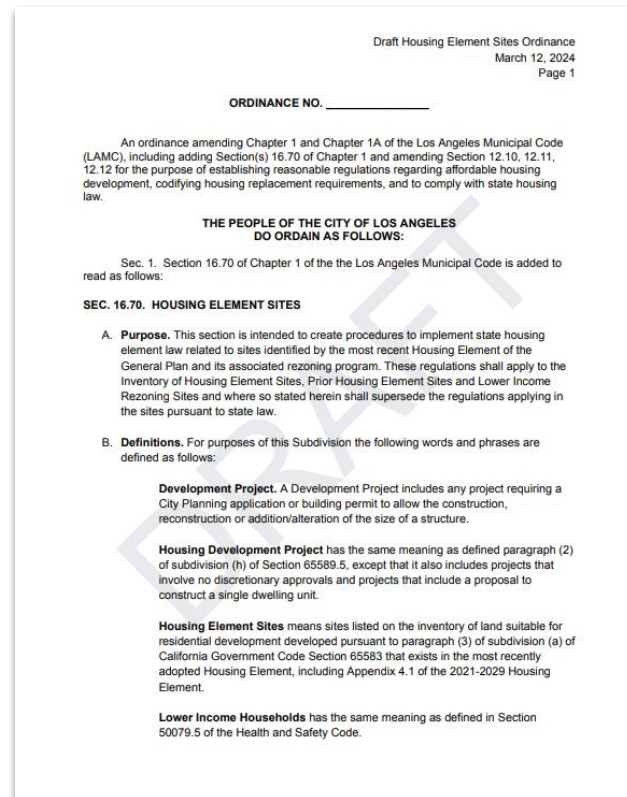 Draft Housing Element Sites Ordinance
March 12, 2024
Page 1
ORDINANCE NO. ________________
An ordinance amending Chapter 1 and Chapter 1A of the Los Angeles Municipal Code
(LAMC), including adding Section(s) 16.70 of Chapter 1 and amending Section 12.10, 12.11,
12.12 for the purpose of establishing reasonable regulations regarding affordable housing
development, codifying housing replacement requirements, and to comply with state housing
law.
THE PEOPLE OF THE CITY OF LOS ANGELES
DO ORDAIN AS FOLLOWS:
Sec. 1. Section 16.70 of Chapter 1 of the the Los Angeles Municipal Code is added to
read as follows:
SEC. 16.70. HOUSING ELEMENT SITES
A. Purpose. This section is intended to create procedures to implement state housing
element law related to sites identified by the most recent Housing Element of the
General Plan and its associated rezoning program. These regulations shall apply to the
Inventory of Housing Element Sites, Prior Housing Element Sites and Lower Income
Rezoning Sites and where so stated herein shall supersede the regulations applying in
the sites pursuant to state law.
B. Definitions. For purposes of this Subdivision the following words and phrases are
defined as follows:
Development Project. A Development Project includes any project requiring a
City Planning application or building permit to allow the construction,
reconstruction or addition/alteration of the size of a structure.
Housing Development Project has the same meaning as defined paragraph (2)
of subdivision (h) of Section 65589.5, except that it also includes projects that
involve no discretionary approvals and projects that include a proposal to
construct a single dwelling unit.
Housing Element Sites means sites listed on the inventory of land suitable for
residential development developed pursuant to paragraph (3) of subdivision (a) of
California Government Code Section 65583 that exists in the most recently
adopted Housing Element, including Appendix 4.1 of the 2021-2029 Housing
Element.
Lower Income Households has the same meaning as defined in Section
50079.5 of the Health and Safety Code.
DRAFT